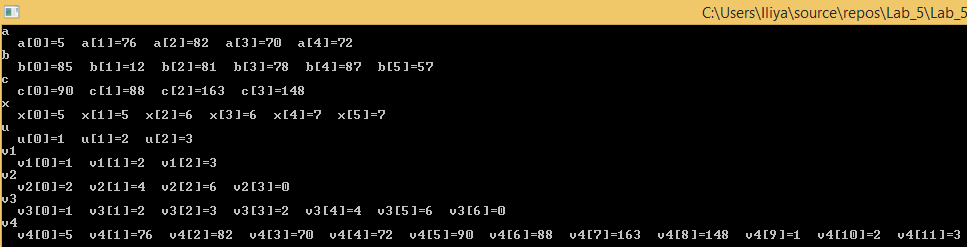 C:\Users\Iliya\source\repos\Lab_5\Lab_5
a
a[0]=5 a[1]=76 a[2]=82 a[3]=70 a[4]=72
b
b[0]=85 b[1]=12 b[2]=81 b[3]=78 b[4]=87 b[5]=57
c
c[0]=90 c[1]=88 c[2]=163 c[3]=148
x
x[0]=5 x[1]=5 x[2]=6 x[3]=6 x[4]=7 x[5]=7
u
u[0]=1 u[1]=2 u[2]=3
v1
v1[0]=1 v1[1]=2 v1[2]=3
v2
v2[0]=2 v2[1]=4 v2[2]=6 v2[3]=0
v3
v3[0]=1 v3[1]=2 v3[2]=3 v3[3]=2 v3[4]=4 v3[5]=6 v3[6]=0
v4
v4[0]=5 v4[1]=76 v4[2]=82 v4[3]=70 v4[4]=72 v4[5]=90 v4[6]=88 v4[7]=163 v4[8]=148 v4[9]=1 v4[10]=2 v4[11]=3